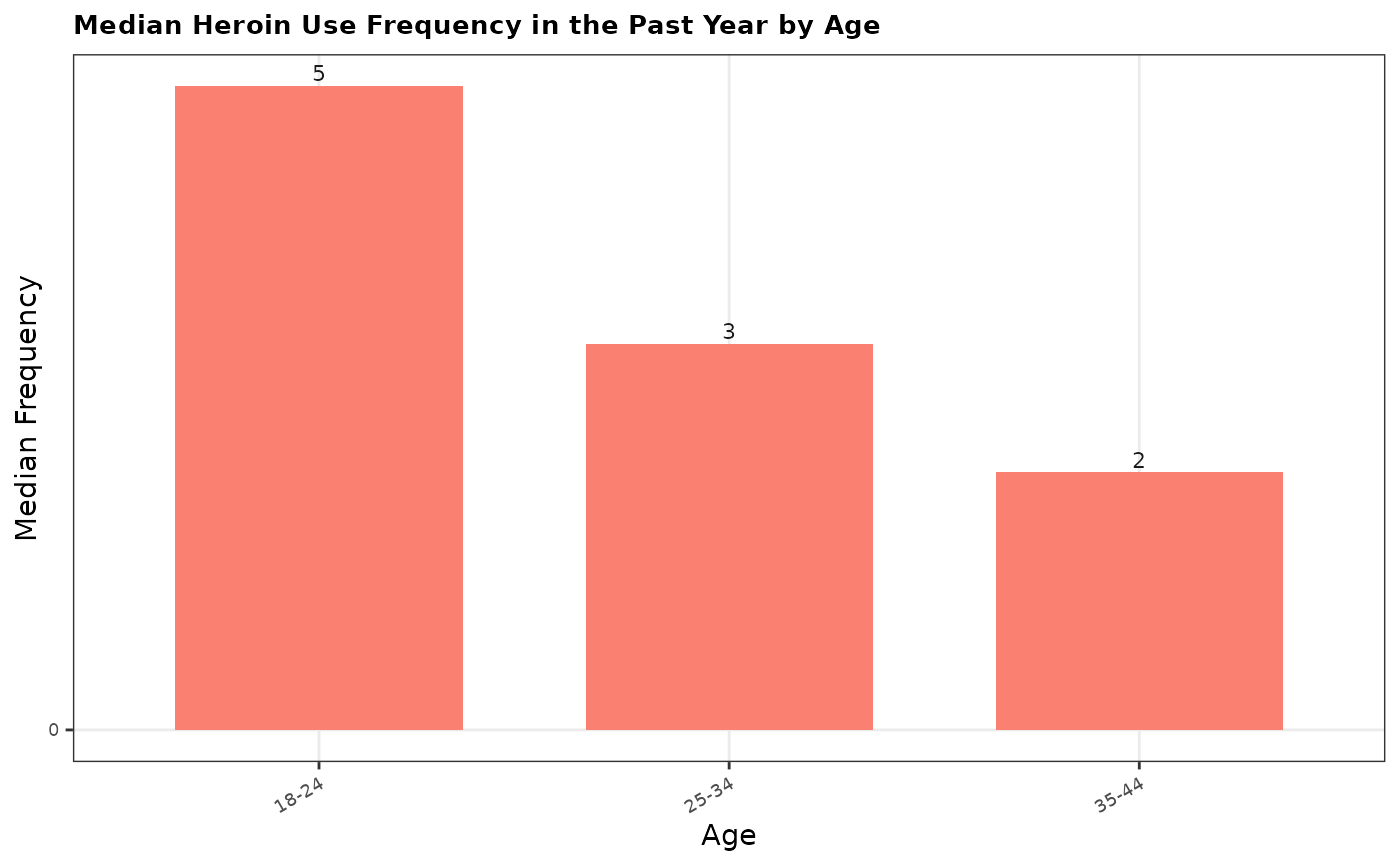 Median Heroin Use Frequency in the Past Year by Age
5
3
2
Median Frequency
0
18-24
25-34
35-44
Age